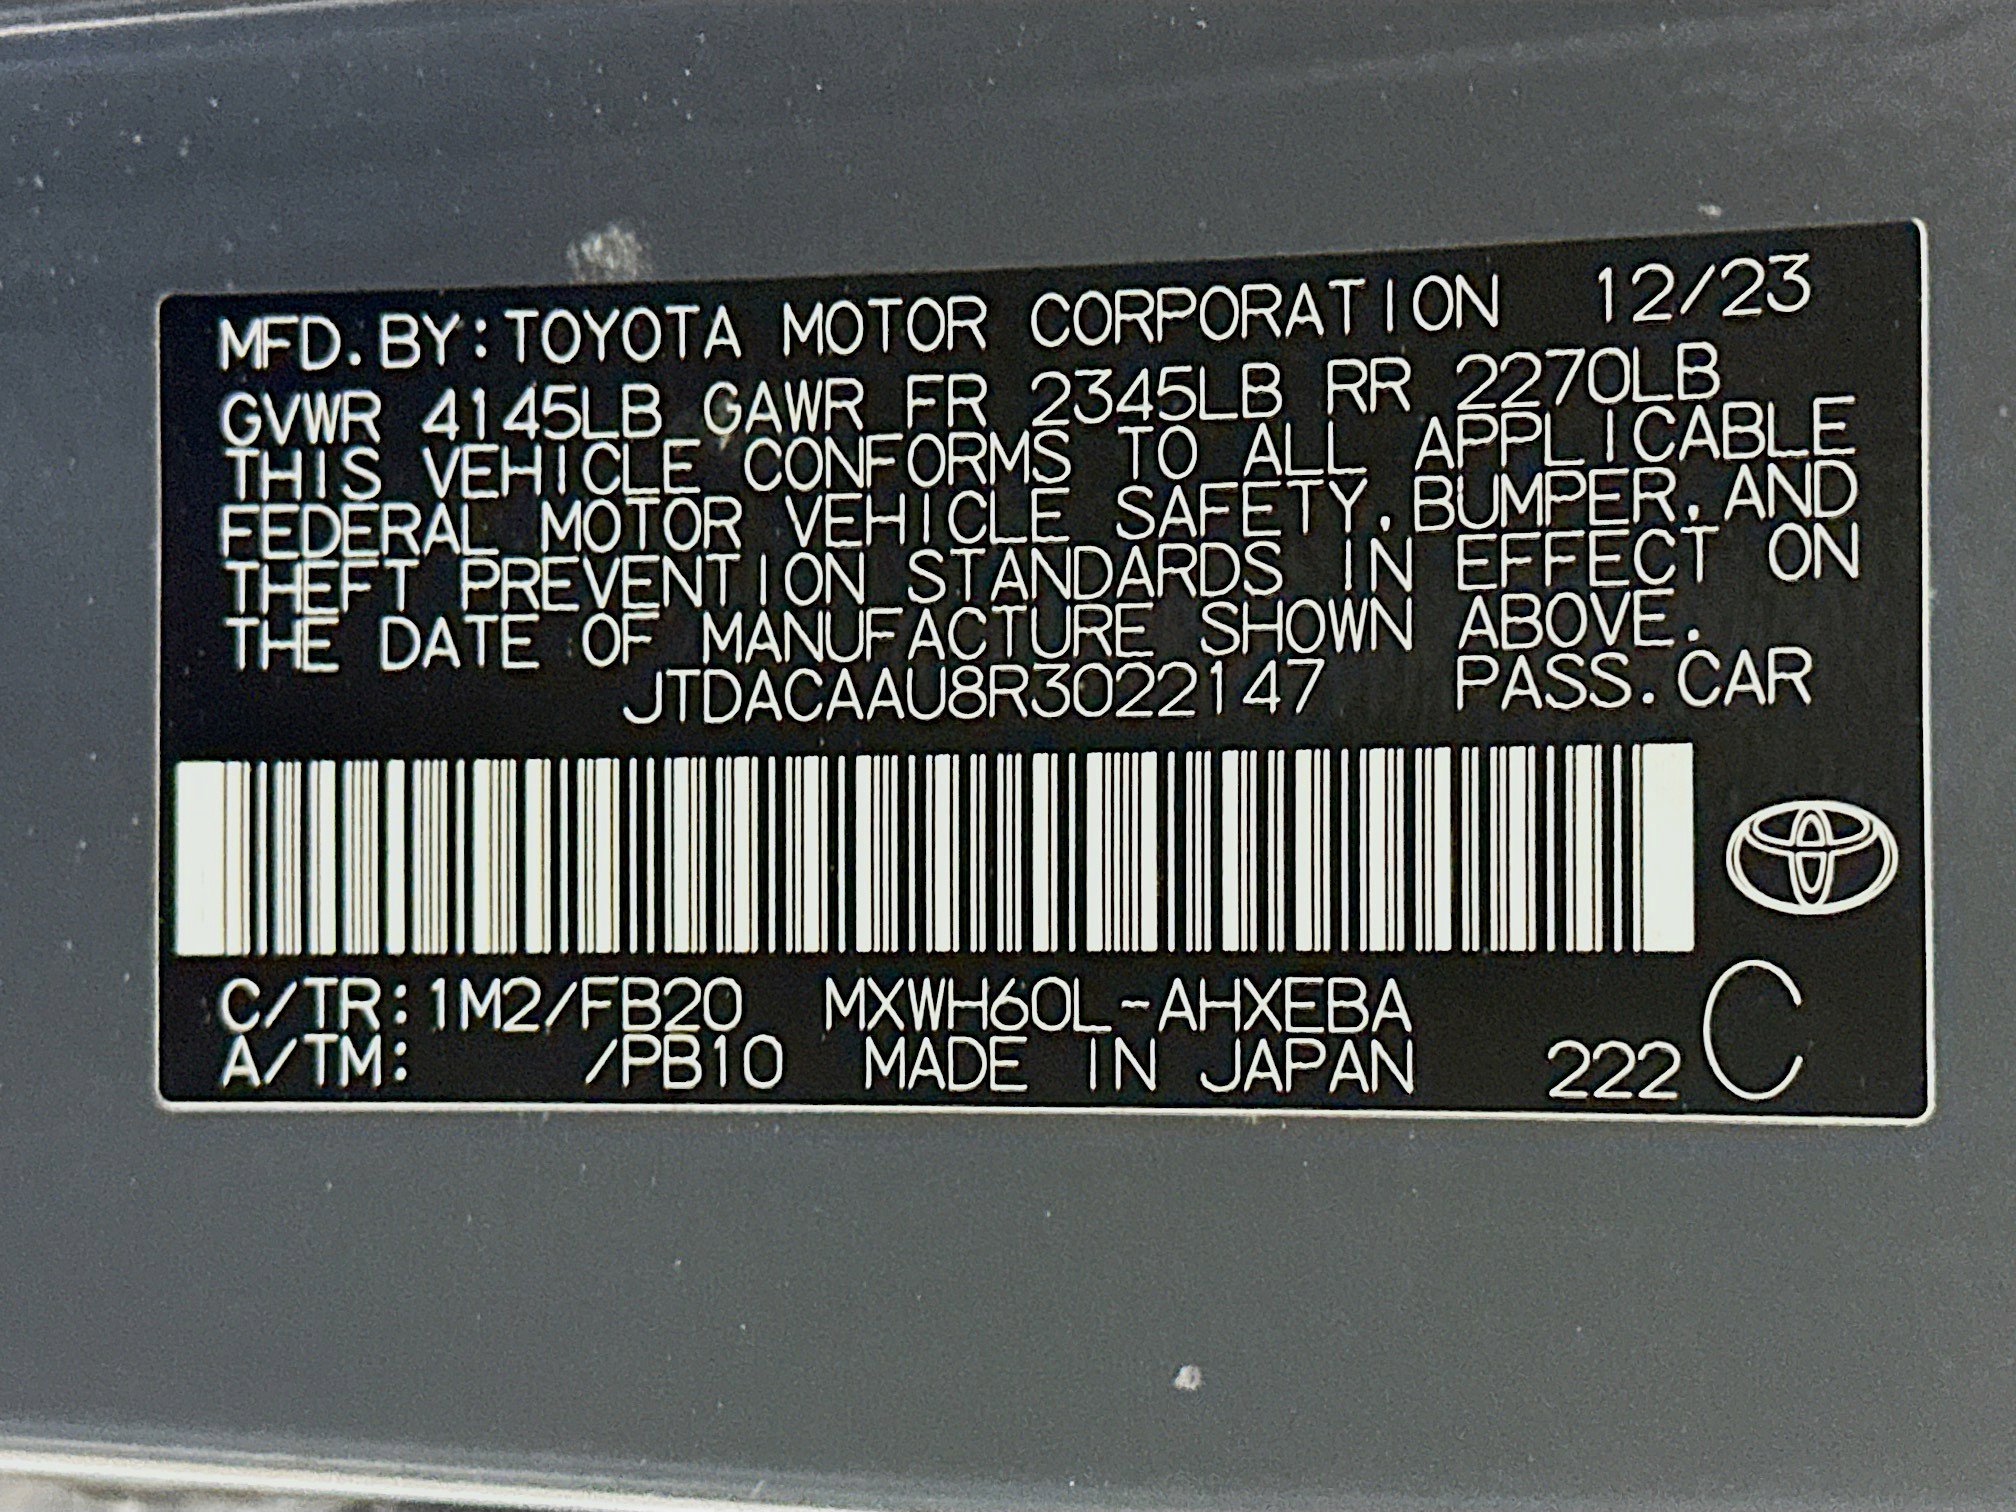 MFD.BY:TOYOTA MOTOR CORPORATION 12/23
GVWR 4145LB GAWR FR 2345LB RR 2270LB
THIS VEHICLE CONFORMS TO ALL APPLICABLE
FEDERAL MOTOR VEHICLE SAFETY,BUMPER,AND
THEFT PREVENTION STANDARDS IN EFFECT ON
THE DATE OF MANUFACTURE SHOWN ABOVE.
JTDACAAU8R3022147 PASS.CAR
C/TR:1M2/FB20 MXWH60L-AHXEBA
A/TM: /PB10 MADE IN JAPAN 222 C